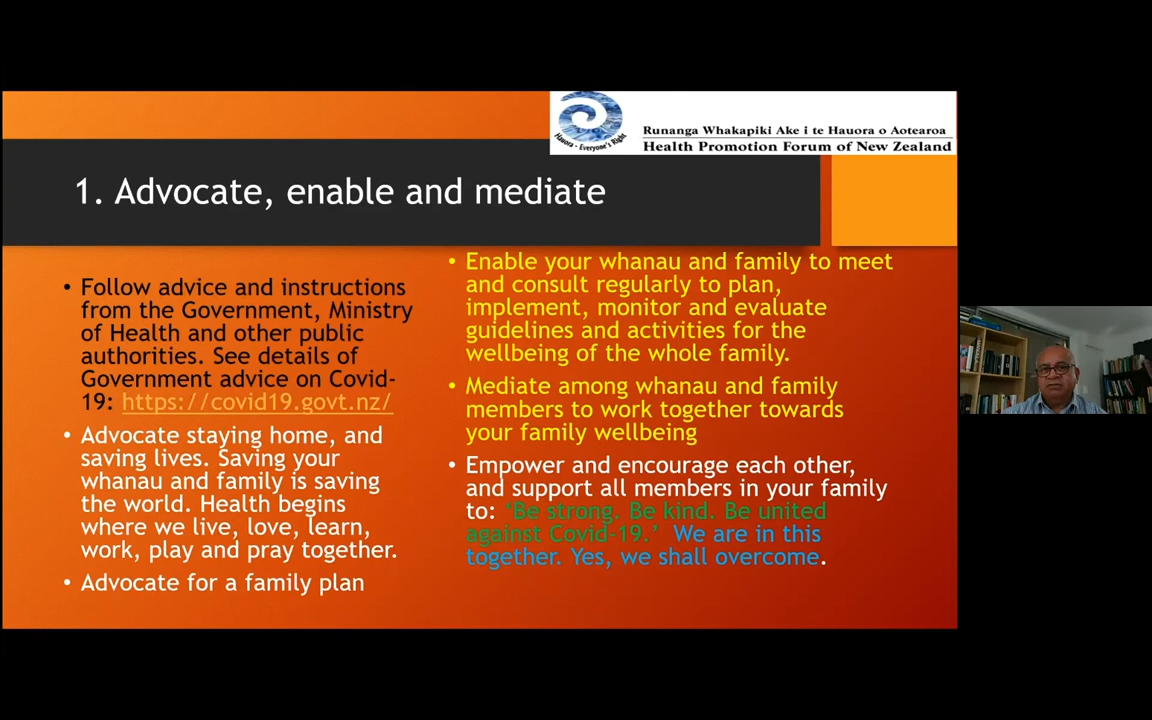 Hauora - Everyone's Right
Runanga Whakapiki Ake i te Hauora o Aotearoa
Health Promotion Forum of New Zealand
1. Advocate, enable and mediate
• Follow advice and instructions
from the Government, Ministry
of Health and other public
authorities. See details of
Government advice on Covid-
19: https://covid19.govt.nz/
• Advocate staying home, and
saving lives. Saving your
whanau and family is saving
the world. Health begins
where we live, love, learn,
work, play and pray together.
• Advocate for a family plan
• Enable your whanau and family to meet
and consult regularly to plan,
implement, monitor and evaluate
guidelines and activities for the
wellbeing of the whole family.
• Mediate among whanau and family
members to work together towards
your family wellbeing
• Empower and encourage each other,
and support all members in your family
to: ‘Be strong. Be kind. Be united
against Covid-19.’ We are in this
together. Yes, we shall overcome.